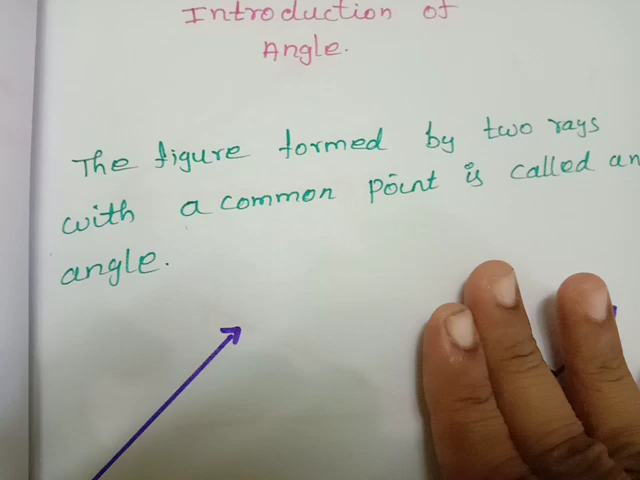 Introduction of
Angle.
The figure formed by two rays
with a common point is called an
angle.